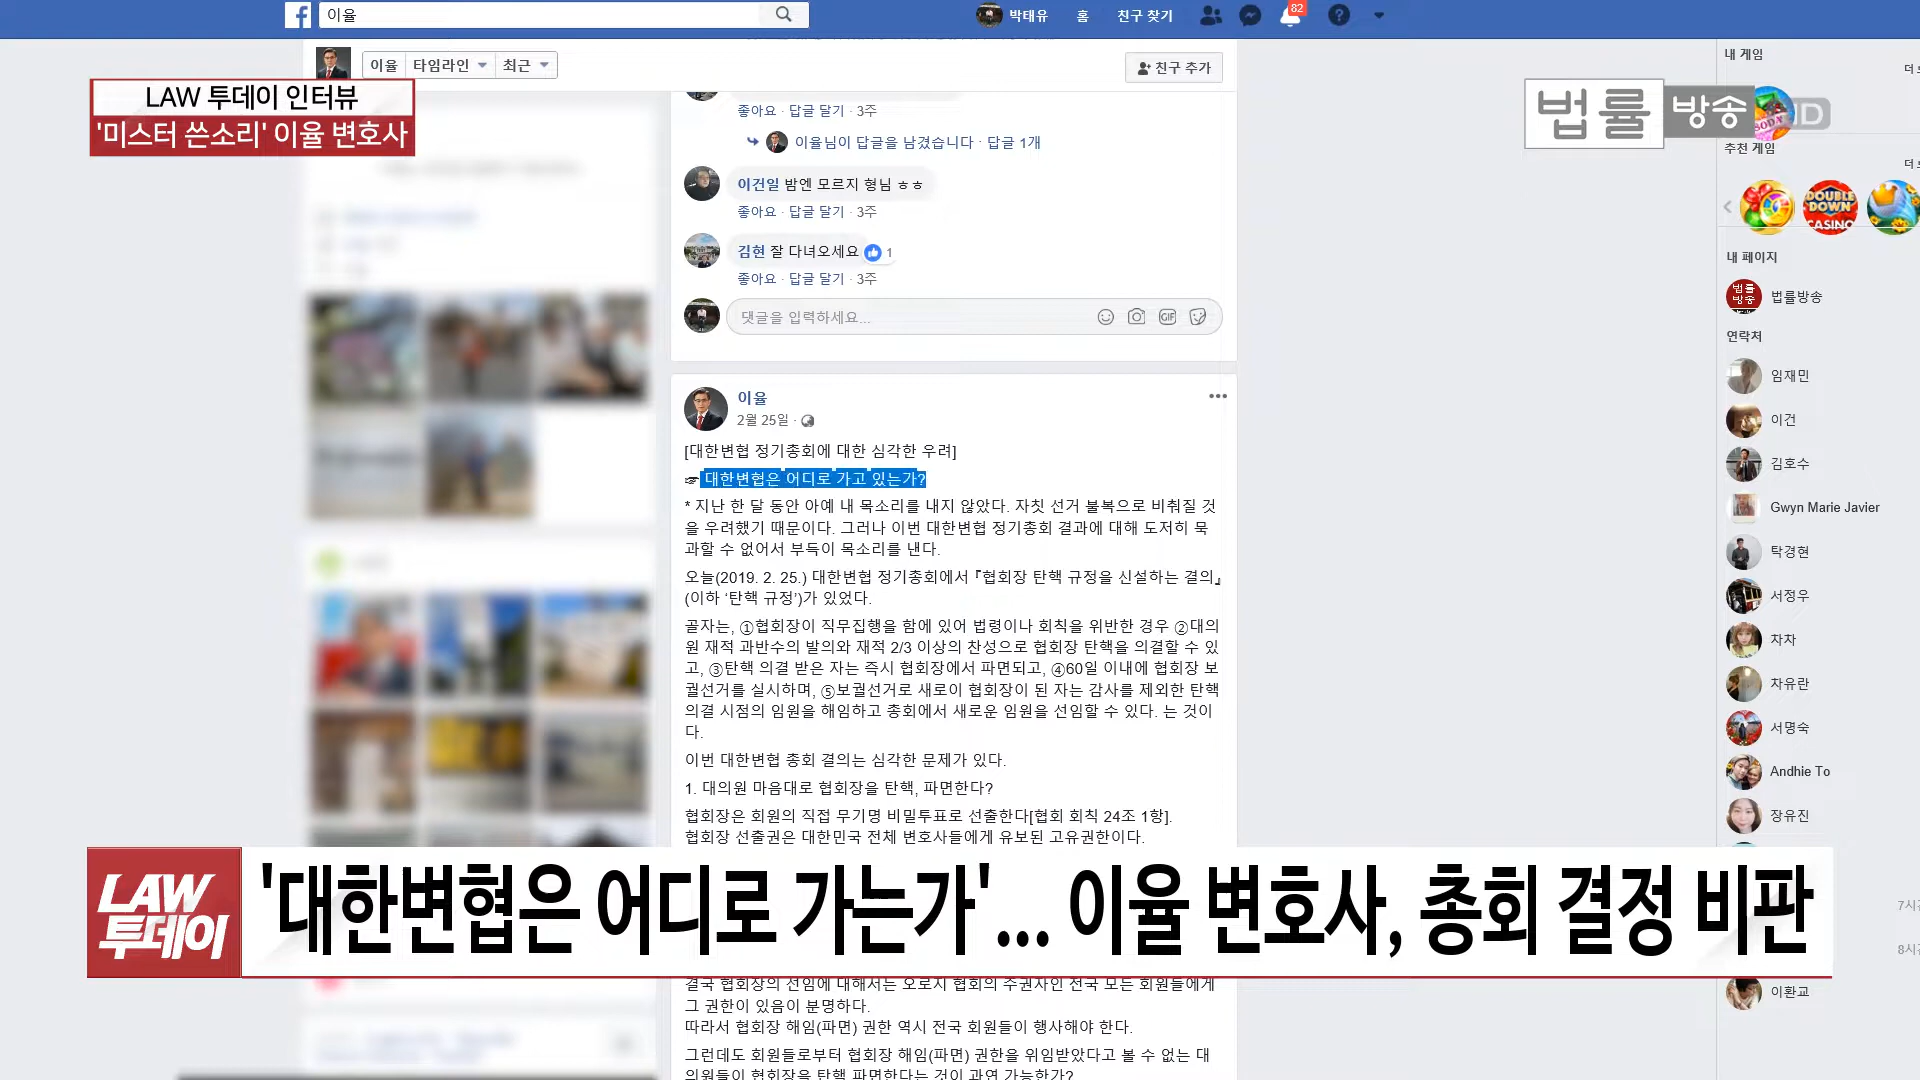 이율
박태유
홈
친구 찾기
82
이율
타임라인
최근
친구 추가
LAW 투데이 인터뷰
'미스터 쓴소리' 이율 변호사
법률방송
HD
좋아요 · 답글 달기 · 3주
이율님이 답글을 남겼습니다 · 답글 1개
이건일 밤엔 모르지 형님 ㅎㅎ
좋아요 · 답글 달기 · 3주
김현 잘 다녀오세요 1
좋아요 · 답글 달기 · 3주
댓글을 입력하세요...
GIF
이율
2월 25일 ·
[대한변협 정기총회에 대한 심각한 우려]
☞ 대한변협은 어디로 가고 있는가?
* 지난 한 달 동안 아예 내 목소리를 내지 않았다. 자칫 선거 불복으로 비춰질 것
을 우려했기 때문이다. 그러나 이번 대한변협 정기총회 결과에 대해 도저히 묵
과할 수 없어서 부득이 목소리를 낸다.
오늘(2019. 2. 25.) 대한변협 정기총회에서 『협회장 탄핵 규정을 신설하는 결의』
(이하 ‘탄핵 규정’)가 있었다.
골자는, ①협회장이 직무집행을 함에 있어 법령이나 회칙을 위반한 경우 ②대의
원 재적 과반수의 발의와 재적 2/3 이상의 찬성으로 협회장 탄핵을 의결할 수 있
고, ③탄핵 의결 받은 자는 즉시 협회장에서 파면되고, ④60일 이내에 협회장 보
궐선거를 실시하며, ⑤보궐선거로 새로이 협회장이 된 자는 감사를 제외한 탄핵
의결 시점의 임원을 해임하고 총회에서 새로운 임원을 선임할 수 있다. 는 것이
다.
이번 대한변협 총회 결의는 심각한 문제가 있다.
1. 대의원 마음대로 협회장을 탄핵, 파면한다?
협회장은 회원의 직접 무기명 비밀투표로 선출한다[협회 회칙 24조 1항].
협회장 선출권은 대한민국 전체 변호사들에게 유보된 고유권한이다.
LAW
투데이
'대한변협은 어디로 가는가'... 이율 변호사, 총회 결정 비판
결국 협회장의 선임에 대해서는 오로지 협회의 주권자인 전국 모든 회원들에게
그 권한이 있음이 분명하다.
따라서 협회장 해임(파면) 권한 역시 전국 회원들이 행사해야 한다.
그런데도 회원들로부터 협회장 해임(파면) 권한을 위임받았다고 볼 수 없는 대
의원들이 협회장을 탄핵 파면한다는 것이 과연 가능한가?
내 게임
추천 게임
DOUBLE
DOWN
CASINO
내 페이지
법률
방송
법률방송
연락처
임재민
이건
김호수
Gwyn Marie Javier
탁경현
서정우
차차
차유란
서명숙
Andhie To
장유진
이환교